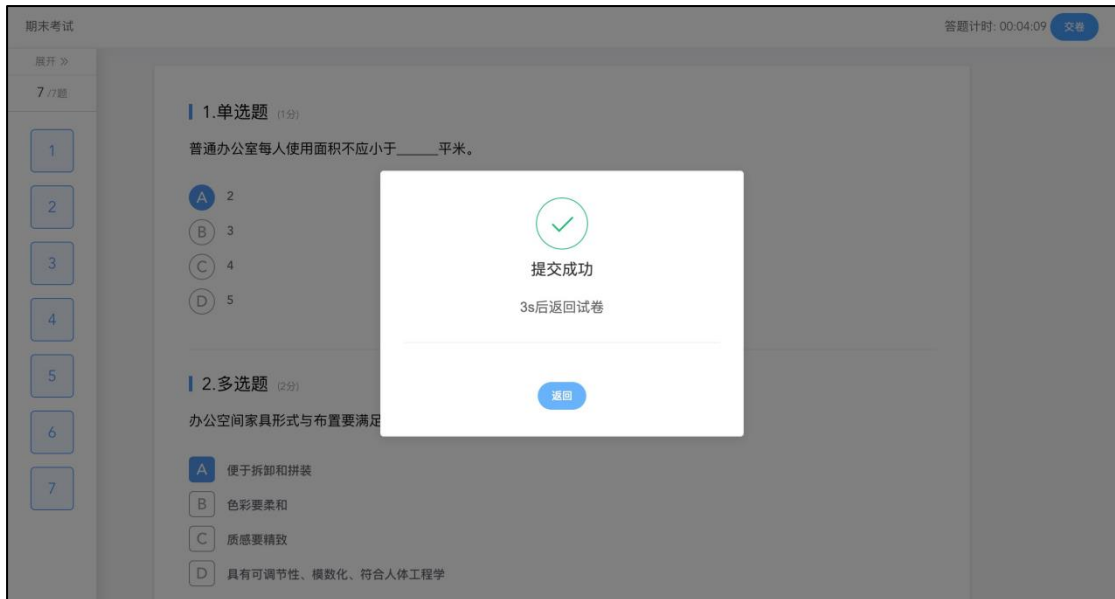 期末考试
答题计时: 00:04:09 交卷
展开 »
7 /7题
1
2
3
4
5
6
7
1.单选题 (1分)
普通办公室每人使用面积不应小于_____平米。
A 2
B 3
C 4
D 5
2.多选题 (2分)
办公空间家具形式与布置要满足
A 便于拆卸和拼装
B 色彩要柔和
C 质感要精致
D 具有可调节性、模数化、符合人体工程学
提交成功
3s后返回试卷
返回